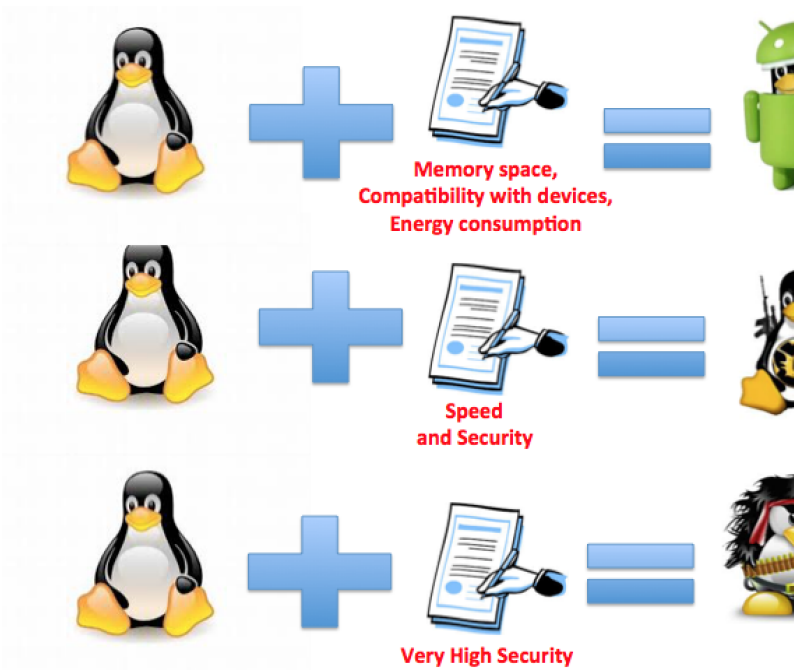 Memory space,
Compatibility with devices,
Energy consumption
Speed
and Security
Very High Security